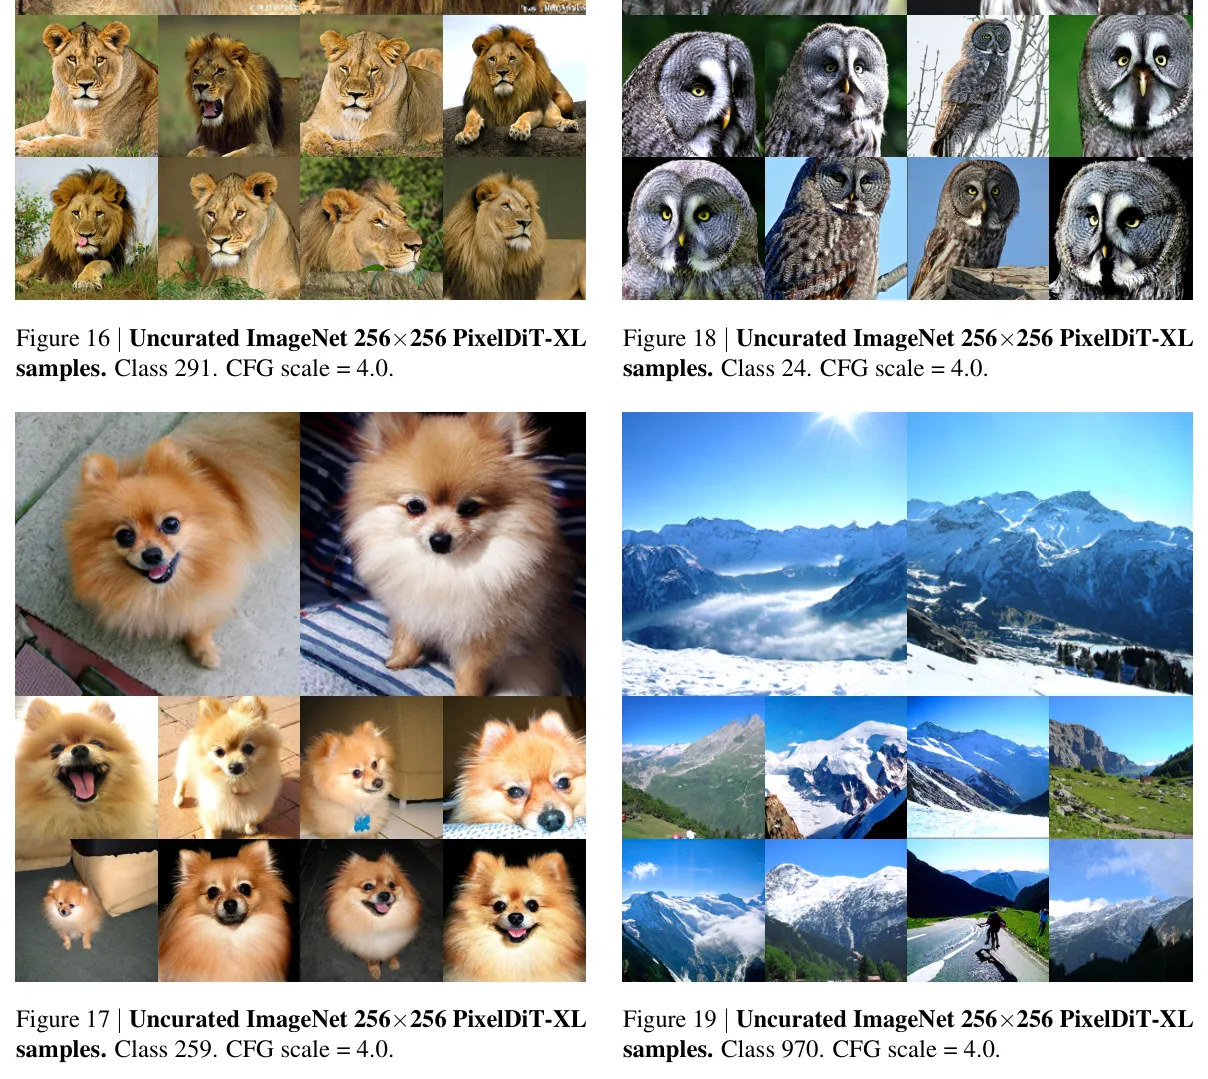 Figure 16 | Uncurated ImageNet 256×256 PixelDiT-XL
samples. Class 291. CFG scale = 4.0.
Figure 18 | Uncurated ImageNet 256×256 PixelDiT-XL
samples. Class 24. CFG scale = 4.0.
Figure 17 | Uncurated ImageNet 256×256 PixelDiT-XL
samples. Class 259. CFG scale = 4.0.
Figure 19 | Uncurated ImageNet 256×256 PixelDiT-XL
samples. Class 970. CFG scale = 4.0.